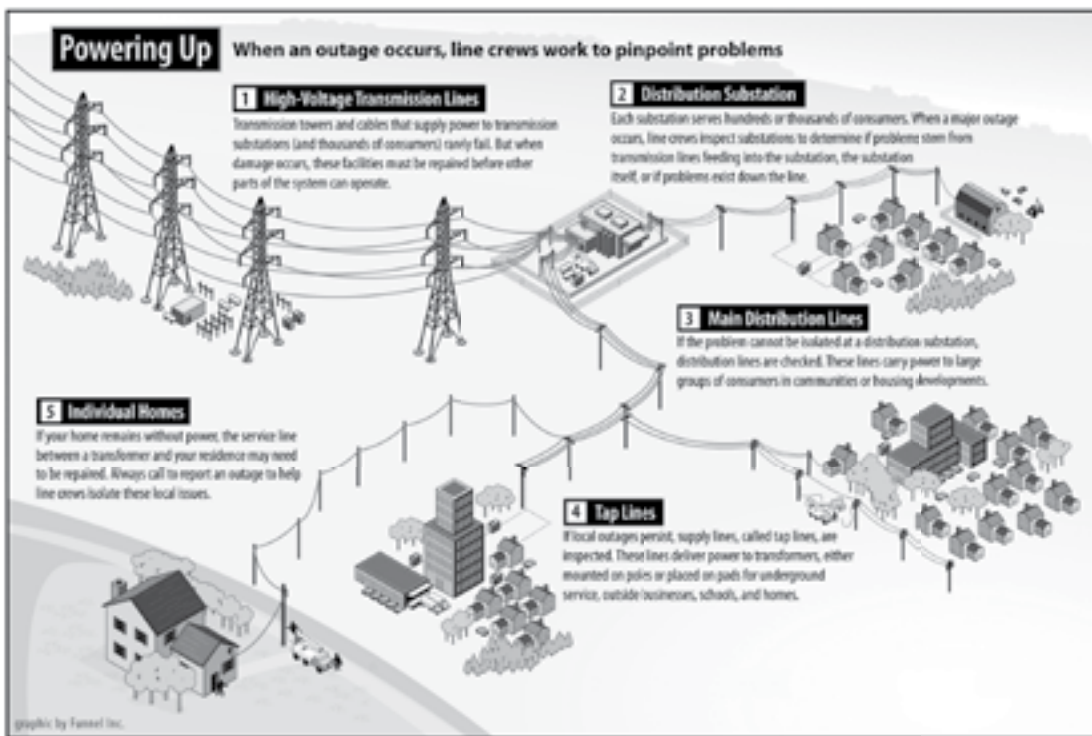 Powering Up
When an outage occurs, line crews work to pinpoint problems
1 High-Voltage Transmission Lines
Transmission towers and cables that supply power to transmission
substations (and thousands of consumers) rarely fail. But when
damage occurs, these facilities must be repaired before other
parts of the system can operate.
2 Distribution Substation
Each substation serves hundreds or thousands of consumers. When a major outage
occurs, line crews inspect substations to determine if problems stem from
transmission lines feeding into the substation, the substation
itself, or if problems exist down the line.
3 Main Distribution Lines
If the problem cannot be isolated at a distribution substation,
distribution lines are checked. These lines carry power to large
groups of consumers in communities or housing developments.
4 Tap Lines
If local outages persist, supply lines, called tap lines, are
inspected. These lines deliver power to transformers, either
mounted on poles or placed on pads for underground
service, outside businesses, schools, and homes.
5 Individual Homes
If your home remains without power, the service line
between a transformer and your residence may need
to be repaired. Always call to report an outage to help
line crews isolate these local issues.
graphic by Funnel Inc.